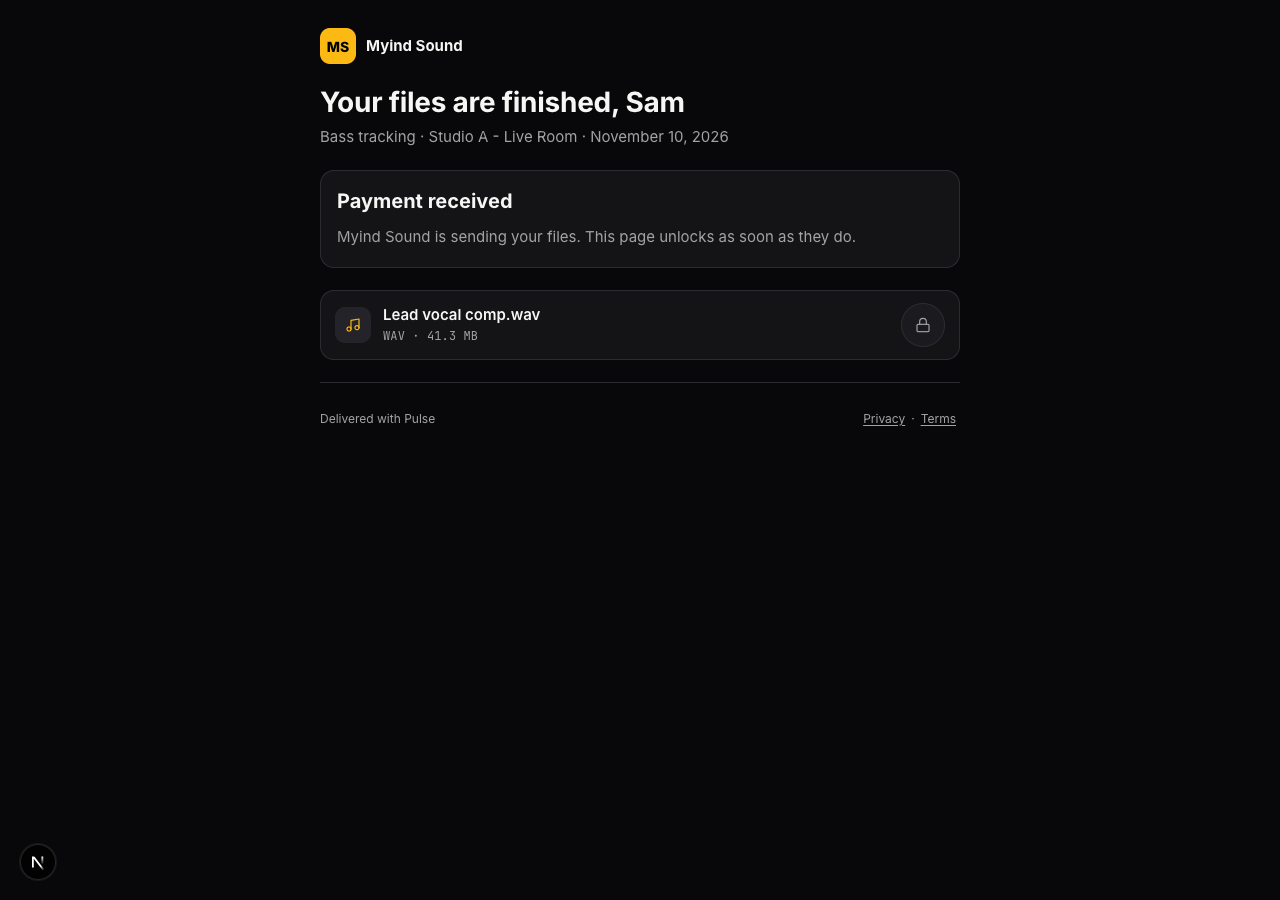 MS
Myind Sound
Your files are finished, Sam
Bass tracking · Studio A - Live Room · November 10, 2026
Payment received
Myind Sound is sending your files. This page unlocks as soon as they do.
Lead vocal comp.wav
WAV · 41.3 MB
Delivered with Pulse
Privacy · Terms
N